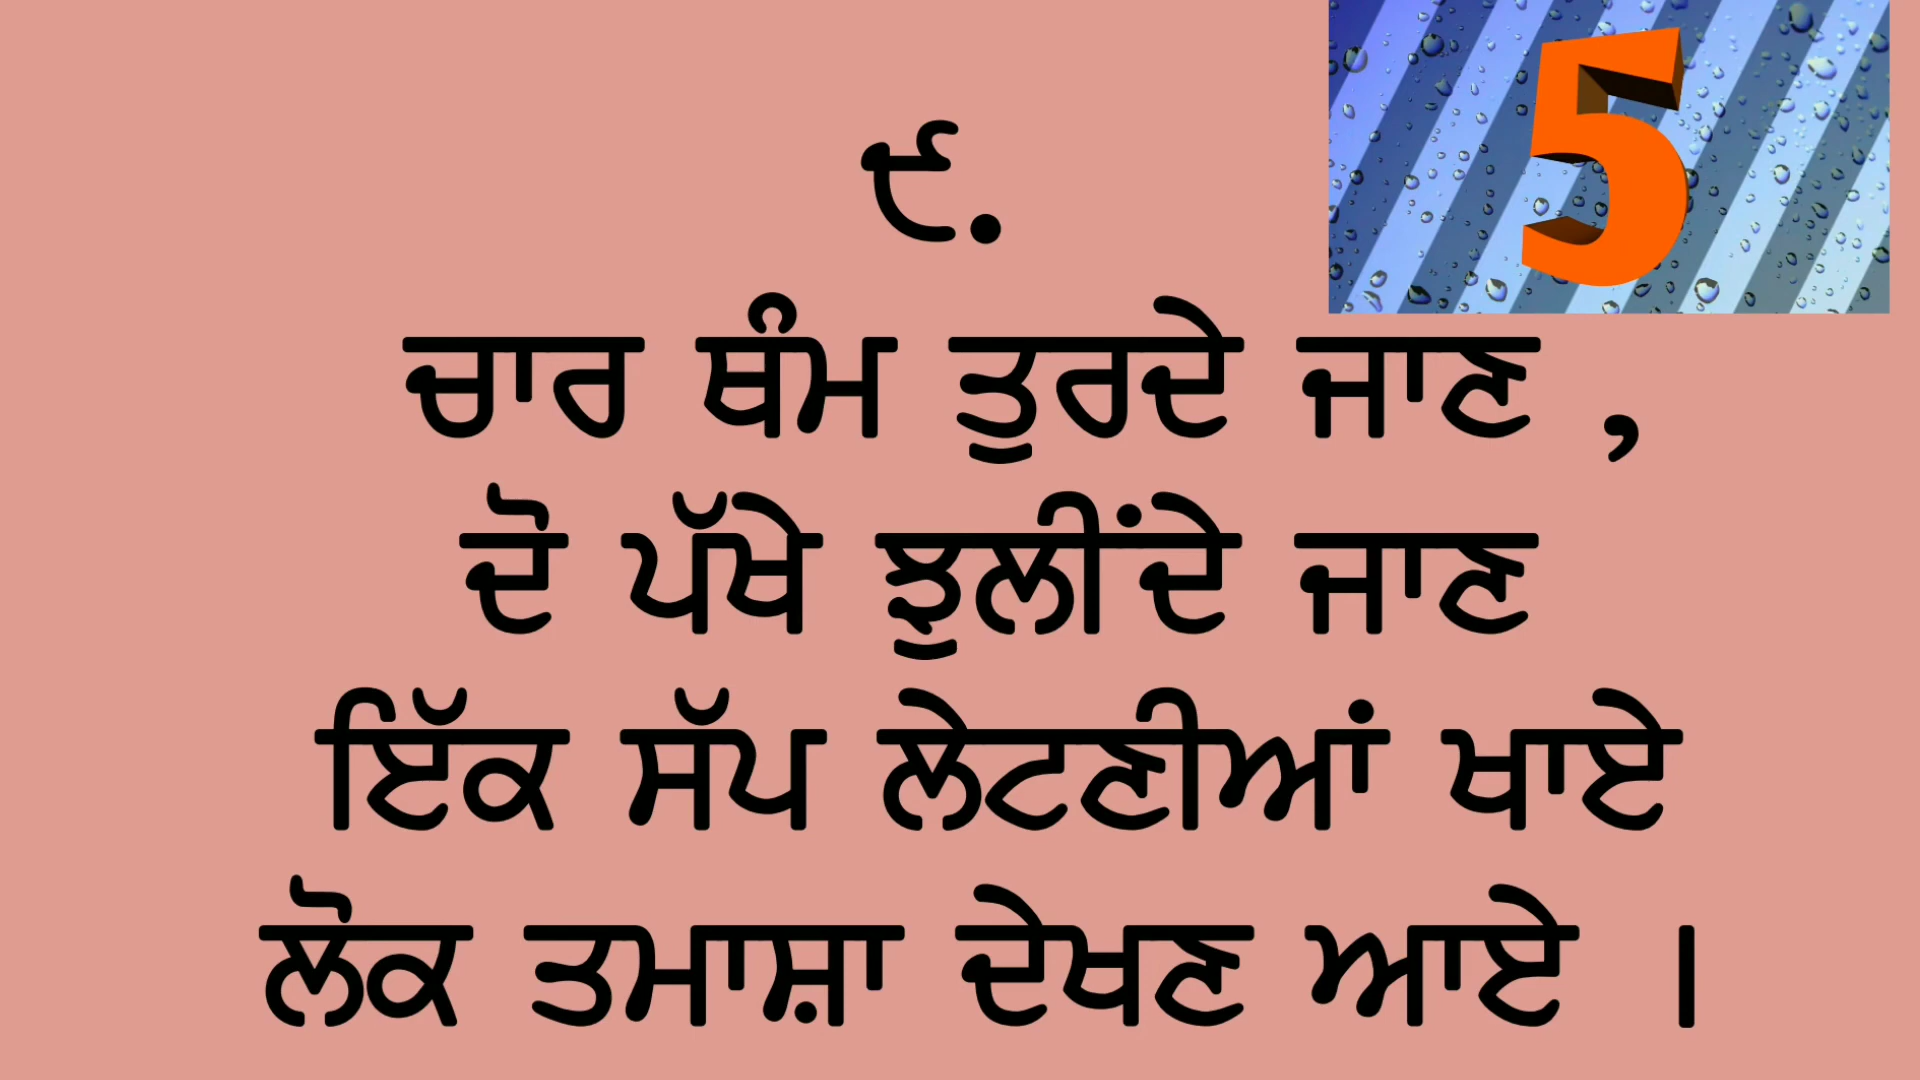 ੯.
5
ਚਾਰ ਥੰਮ ਤੁਰਦੇ ਜਾਣ ,
ਦੋ ਪੱਖੇ ਝੁਲੀਂਦੇ ਜਾਣ
ਇੱਕ ਸੱਪ ਲੇਟਣੀਆਂ ਖਾਏ
ਲੋਕ ਤਮਾਸ਼ਾ ਦੇਖਣ ਆਏ ।